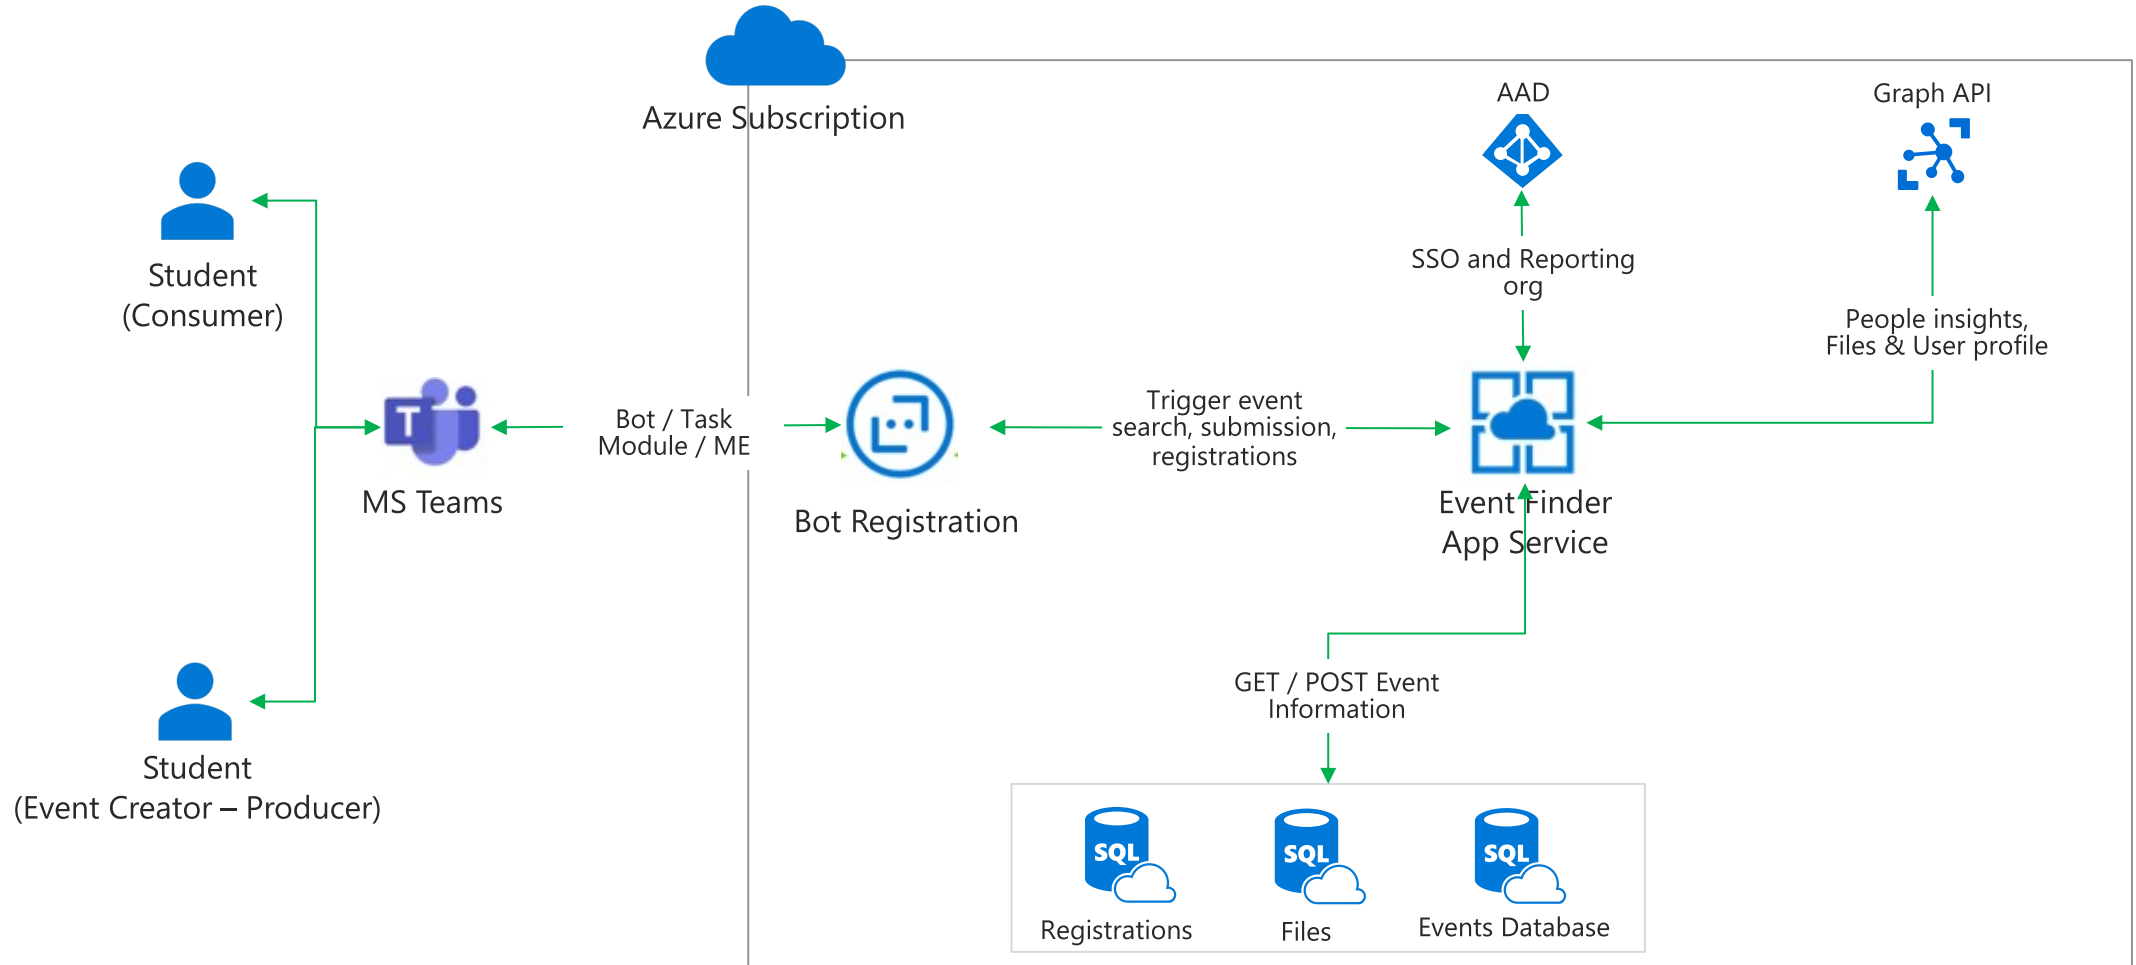 Azure Subscription
AAD
Graph API
Student
(Consumer)
SSO and Reporting
org
People insights,
Files & User profile
T
MS Teams
Bot / Task
Module / ME
Bot Registration
Trigger event
search, submission,
registrations
Event Finder
App Service
Student
(Event Creator – Producer)
GET / POST Event
Information
SQL
Registrations
SQL
Files
SQL
Events Database